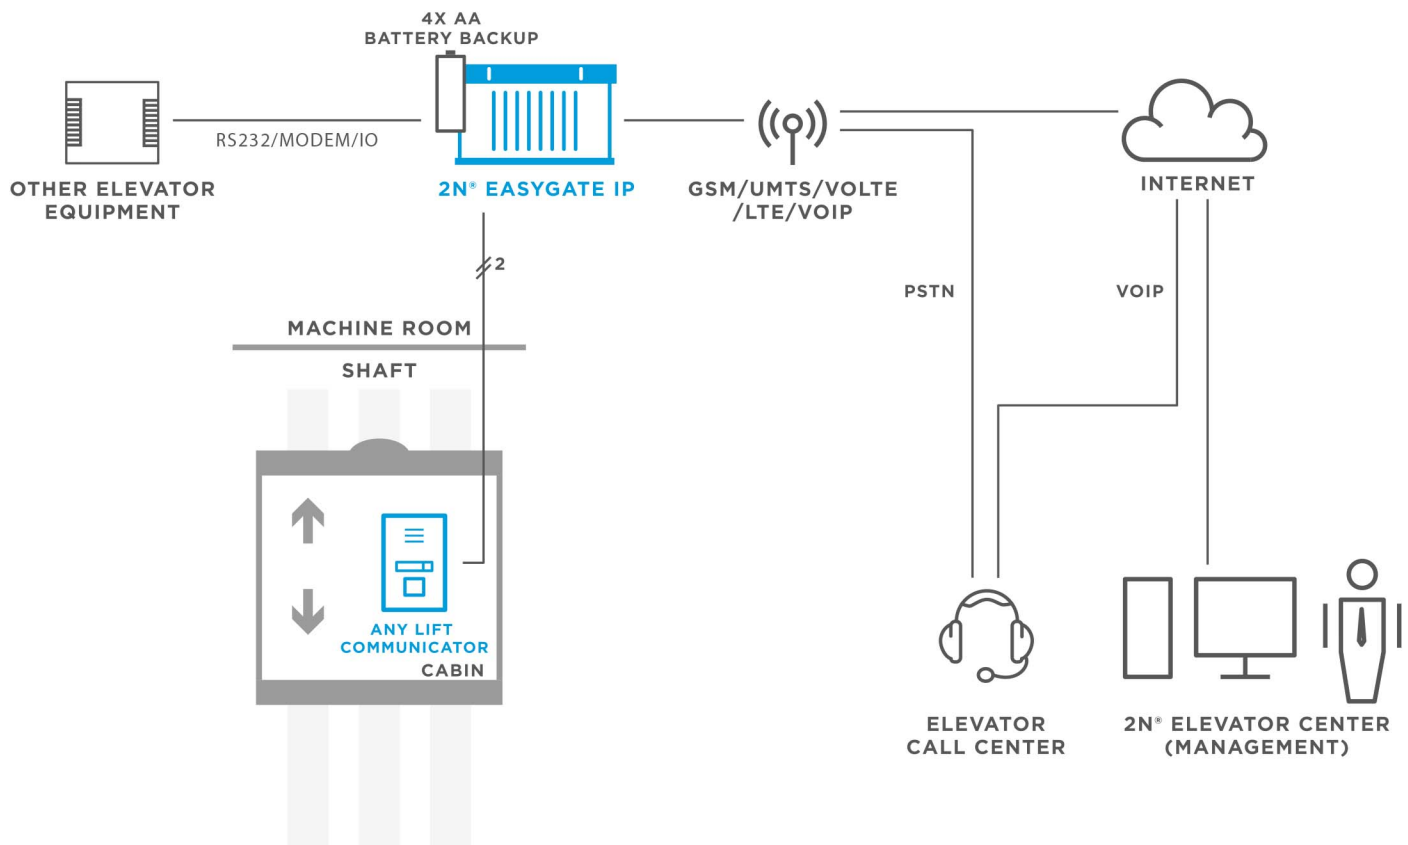 4X AA
BATTERY BACKUP
RS232/MODEM/IO
OTHER ELEVATOR
EQUIPMENT
2N® EASYGATE IP
GSM/UMTS/VOLTE
/LTE/VOIP
INTERNET
2
PSTN
VOIP
MACHINE ROOM
SHAFT
ANY LIFT
COMMUNICATOR
CABIN
ELEVATOR
CALL CENTER
2N® ELEVATOR CENTER
(MANAGEMENT)